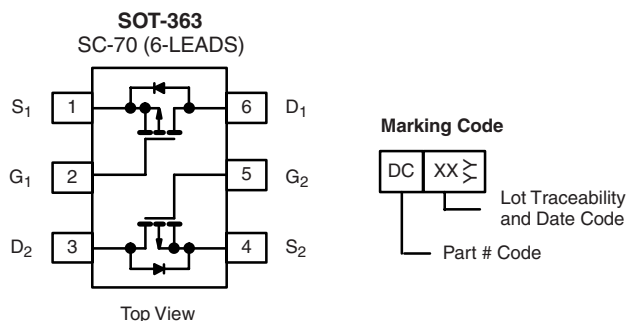 SOT-363
SC-70 (6-LEADS)
S1 1 6 D1
G1 2 5 G2
D2 3 4 S2
Top View
Marking Code
DC XX YY
Lot Traceability
and Date Code
Part # Code